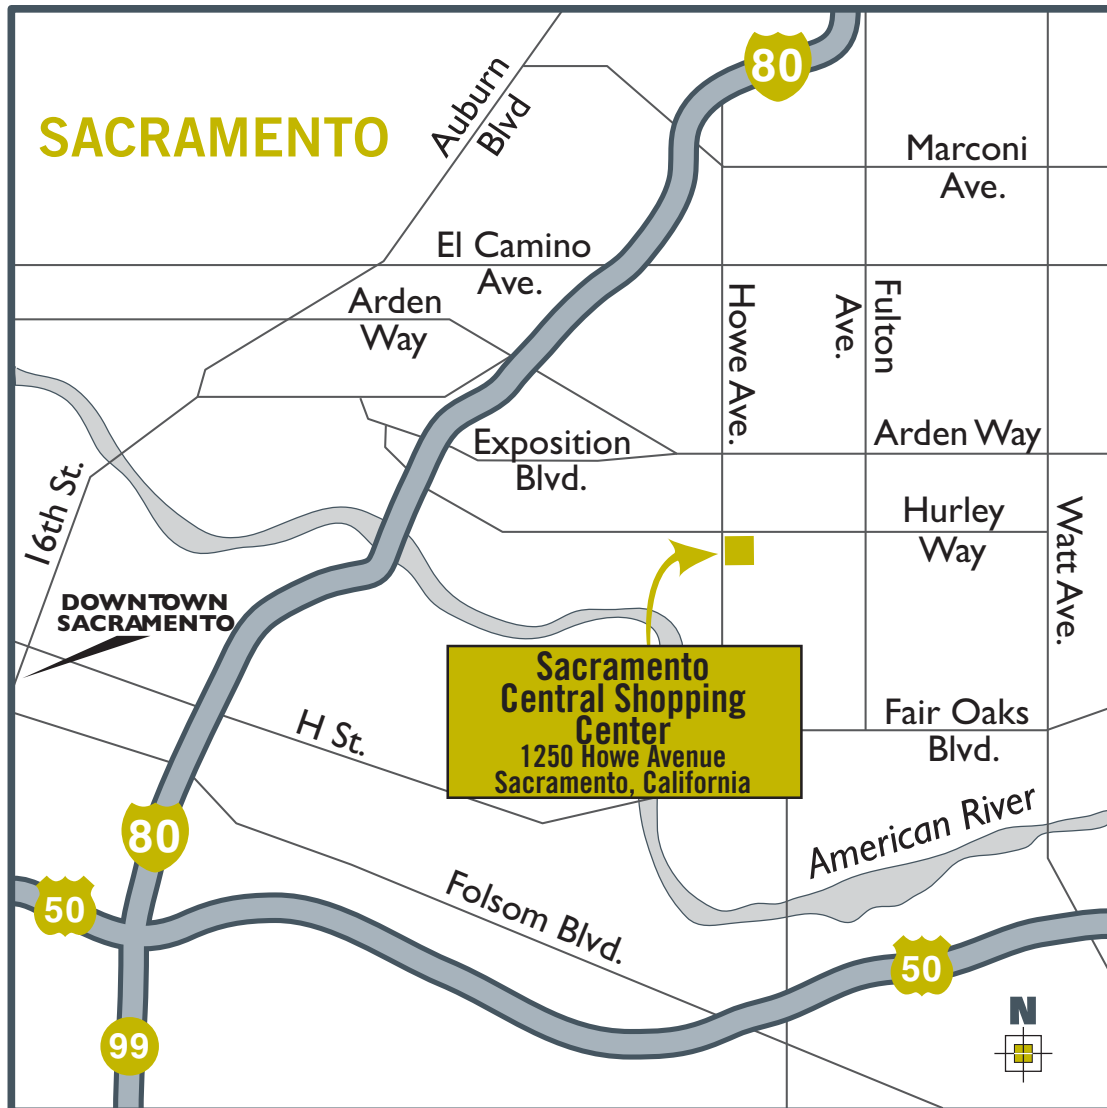 80
SACRAMENTO
Auburn
Blvd
Marconi
Ave.
El Camino
Ave.
Arden
Way
Howe Ave.
Fulton
Ave.
Exposition
Blvd.
Arden Way
16th St.
Hurley
Way
Watt Ave.
DOWNTOWN
SACRAMENTO
Sacramento
Central Shopping
Center
1250 Howe Avenue
Sacramento, California
H St.
Fair Oaks
Blvd.
80
American River
50
Folsom Blvd.
50
N
99